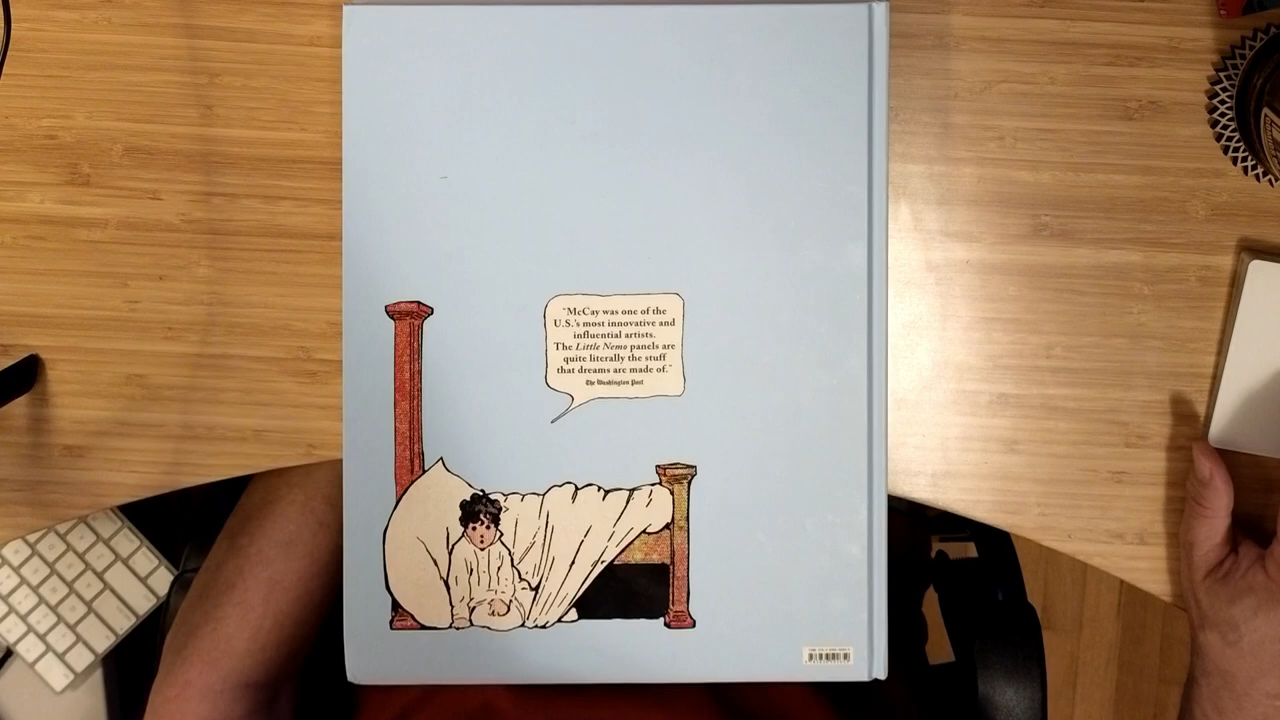 "McCay was one of the
U.S.'s most innovative and
influential artists.
The Little Nemo panels are
quite literally the stuff
that dreams are made of."
The Washington Post